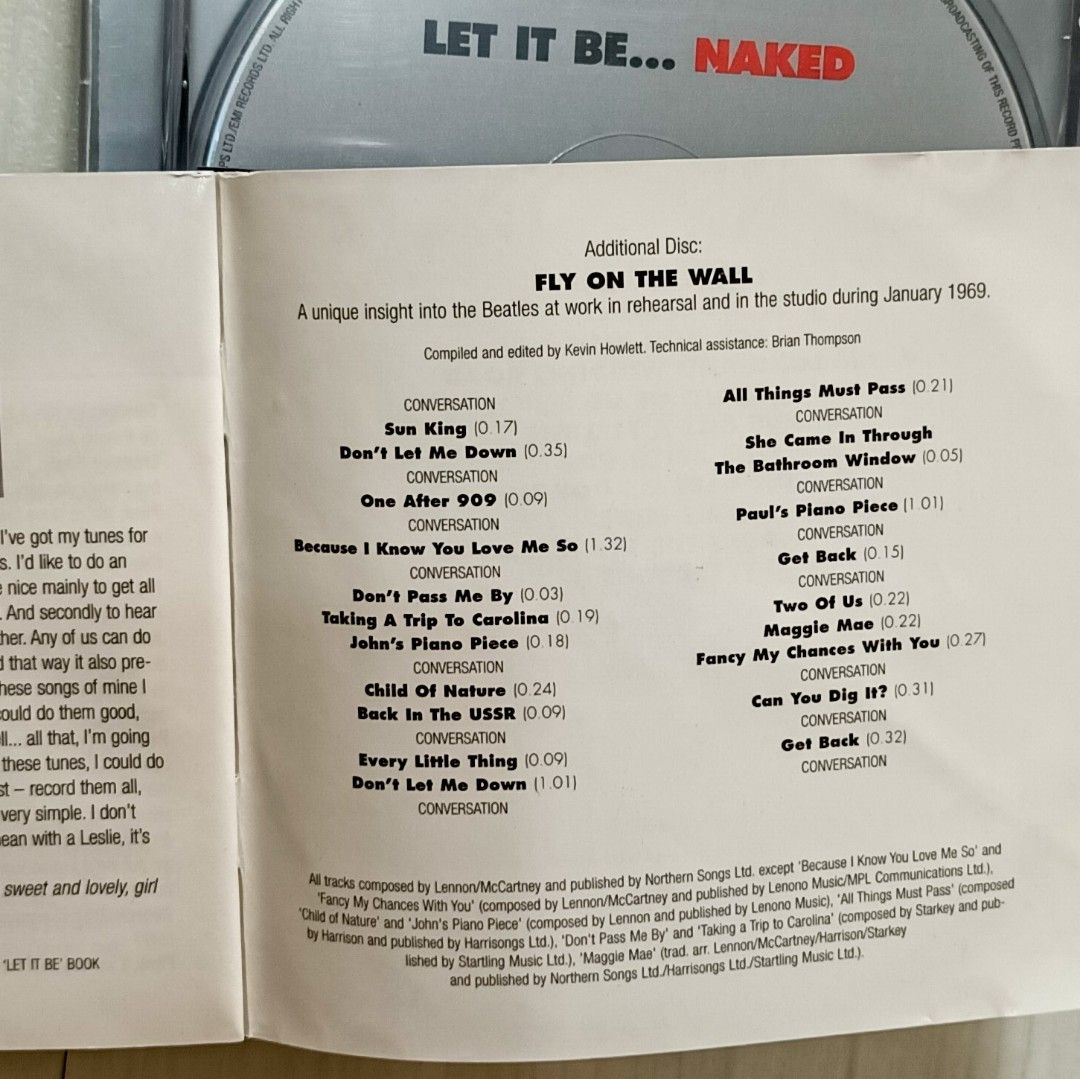 PS LTD./EMI RECORDS LTD. ALL RIGH
LET IT BE... NAKED
ROADCASTING OF THIS RECORD P
I've got my tunes for
s. I'd like to do an
nice mainly to get all
. And secondly to hear
ther. Any of us can do
d that way it also pre-
hese songs of mine I
could do them good,
ll... all that, I'm going
these tunes, I could do
st – record them all,
very simple. I don't
ean with a Leslie, it's
sweet and lovely, girl
'LET IT BE' BOOK
Additional Disc:
FLY ON THE WALL
A unique insight into the Beatles at work in rehearsal and in the studio during January 1969.
Compiled and edited by Kevin Howlett. Technical assistance: Brian Thompson
CONVERSATION
Sun King (0.17)
Don't Let Me Down (0.35)
CONVERSATION
One After 909 (0.09)
CONVERSATION
Because I Know You Love Me So (1.32)
CONVERSATION
Don't Pass Me By (0.03)
Taking A Trip To Carolina (0.19)
John's Piano Piece (0.18)
CONVERSATION
Child Of Nature (0.24)
Back In The USSR (0.09)
CONVERSATION
Every Little Thing (0.09)
Don't Let Me Down (1.01)
CONVERSATION
All Things Must Pass (0.21)
CONVERSATION
She Came In Through
The Bathroom Window (0.05)
CONVERSATION
Paul's Piano Piece (1.01)
CONVERSATION
Get Back (0.15)
CONVERSATION
Two Of Us (0.22)
Maggie Mae (0.22)
Fancy My Chances With You (0.27)
CONVERSATION
Can You Dig It? (0.31)
CONVERSATION
Get Back (0.32)
CONVERSATION
All tracks composed by Lennon/McCartney and published by Northern Songs Ltd. except 'Because I Know You Love Me So' and
'Fancy My Chances With You' (composed by Lennon/McCartney and published by Lenono Music/MPL Communications Ltd.),
'Child of Nature' and 'John's Piano Piece' (composed by Lennon and published by Lenono Music), 'All Things Must Pass' (composed
by Harrison and published by Harrisongs Ltd.), 'Don't Pass Me By' and 'Taking a Trip to Carolina' (composed by Starkey and pub-
lished by Startling Music Ltd.), 'Maggie Mae' (trad. arr. Lennon/McCartney/Harrison/Starkey
and published by Northern Songs Ltd./Harrisongs Ltd./Startling Music Ltd.).